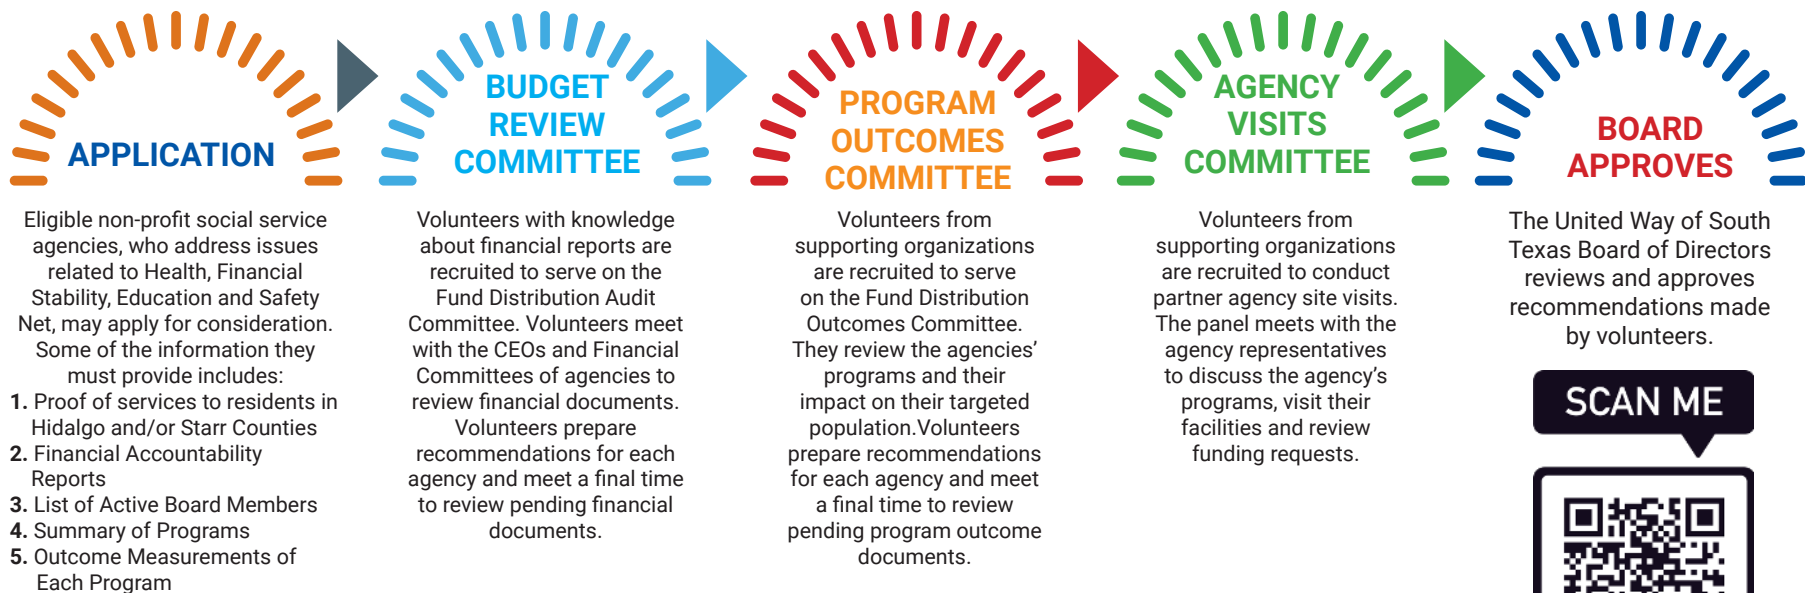 APPLICATION
Eligible non-profit social service
agencies, who address issues
related to Health, Financial
Stability, Education and Safety
Net, may apply for consideration.
Some of the information they
must provide includes:
1. Proof of services to residents in
Hidalgo and/or Starr Counties
2. Financial Accountability
Reports
3. List of Active Board Members
4. Summary of Programs
5. Outcome Measurements of
Each Program
BUDGET
REVIEW
COMMITTEE
Volunteers with knowledge
about financial reports are
recruited to serve on the
Fund Distribution Audit
Committee. Volunteers meet
with the CEOs and Financial
Committees of agencies to
review financial documents.
Volunteers prepare
recommendations for each
agency and meet a final time
to review pending financial
documents.
PROGRAM
OUTCOMES
COMMITTEE
Volunteers from
supporting organizations
are recruited to serve
on the Fund Distribution
Outcomes Committee.
They review the agencies’
programs and their
impact on their targeted
population.Volunteers
prepare recommendations
for each agency and meet
a final time to review
pending program outcome
documents.
AGENCY
VISITS
COMMITTEE
Volunteers from
supporting organizations
are recruited to conduct
partner agency site visits.
The panel meets with the
agency representatives
to discuss the agency’s
programs, visit their
facilities and review
funding requests.
BOARD
APPROVES
The United Way of South
Texas Board of Directors
reviews and approves
recommendations made
by volunteers.
SCAN ME